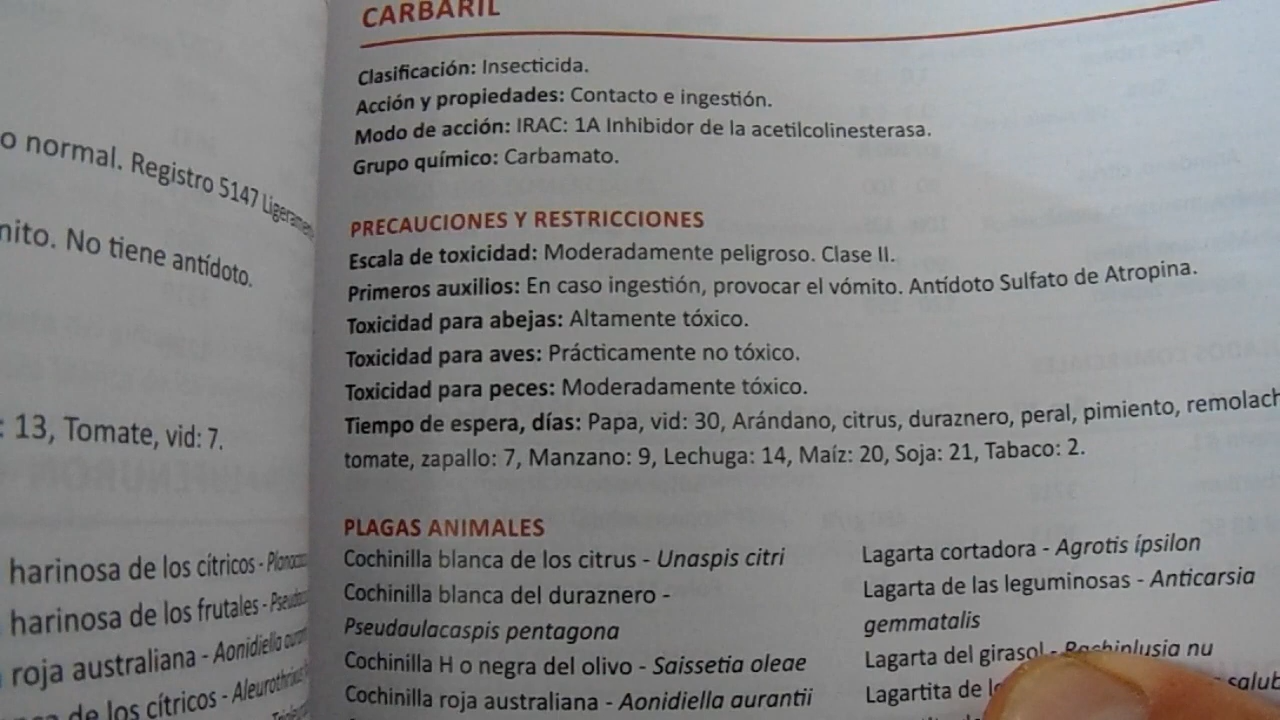 o normal. Registro 5147
nito. No tiene antídoto.
: 13, Tomate, vid: 7.
harinosa de los cítricos -
harinosa de los frutales -
roja australiana - Aonidiella
de los cítricos -
CARBARIL
Clasificación: Insecticida.
Acción y propiedades: Contacto e ingestión.
Modo de acción: IRAC: 1A Inhibidor de la acetilcolinesterasa.
Grupo químico: Carbamato.
PRECAUCIONES Y RESTRICCIONES
Escala de toxicidad: Moderadamente peligroso. Clase II.
Primeros auxilios: En caso ingestión, provocar el vómito. Antídoto Sulfato de Atropina.
Toxicidad para abejas: Altamente tóxico.
Toxicidad para aves: Prácticamente no tóxico.
Toxicidad para peces: Moderadamente tóxico.
Tiempo de espera, días: Papa, vid: 30, Arándano, citrus, duraznero, peral, pimiento, remolach
tomate, zapallo: 7, Manzano: 9, Lechuga: 14, Maíz: 20, Soja: 21, Tabaco: 2.
PLAGAS ANIMALES
Cochinilla blanca de los citrus - Unaspis citri
Cochinilla blanca del duraznero -
Pseudaulacaspis pentagona
Cochinilla H o negra del olivo - Saissetia oleae
Cochinilla roja australiana - Aonidiella aurantii
Lagarta cortadora - Agrotis ípsilon
Lagarta de las leguminosas - Anticarsia
gemmatalis
Lagarta del girasol - Rachiplusia nu
Lagartita de